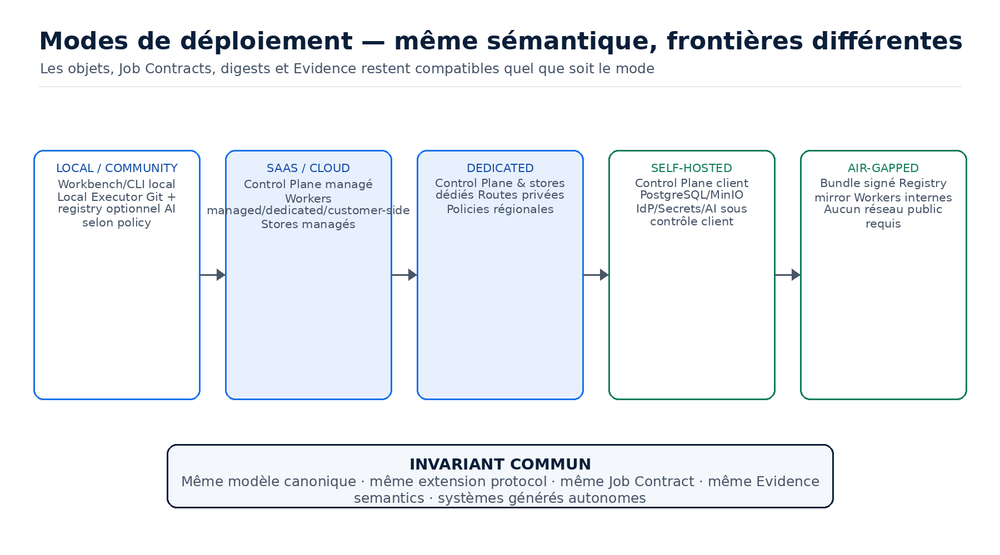 Modes de déploiement — même sémantique, frontières différentes
Les objets, Job Contracts, digests et Evidence restent compatibles quel que soit le mode
LOCAL / COMMUNITY
Workbench/CLI local
Local Executor Git +
registry optionnel AI
selon policy
SAAS / CLOUD
Control Plane managé
Workers
managed/dedicated/customer-side
Stores managés
DEDICATED
Control Plane & stores
dédiés Routes privées
Policies régionales
SELF-HOSTED
Control Plane client
PostgreSQL/MinIO
IdP/Secrets/AI sous
contrôle client
AIR-GAPPED
Bundle signé Registry
mirror Workers internes
Aucun réseau public
requis
INVARIANT COMMUN
Même modèle canonique · même extension protocol · même Job Contract · même Evidence
semantics · systèmes générés autonomes